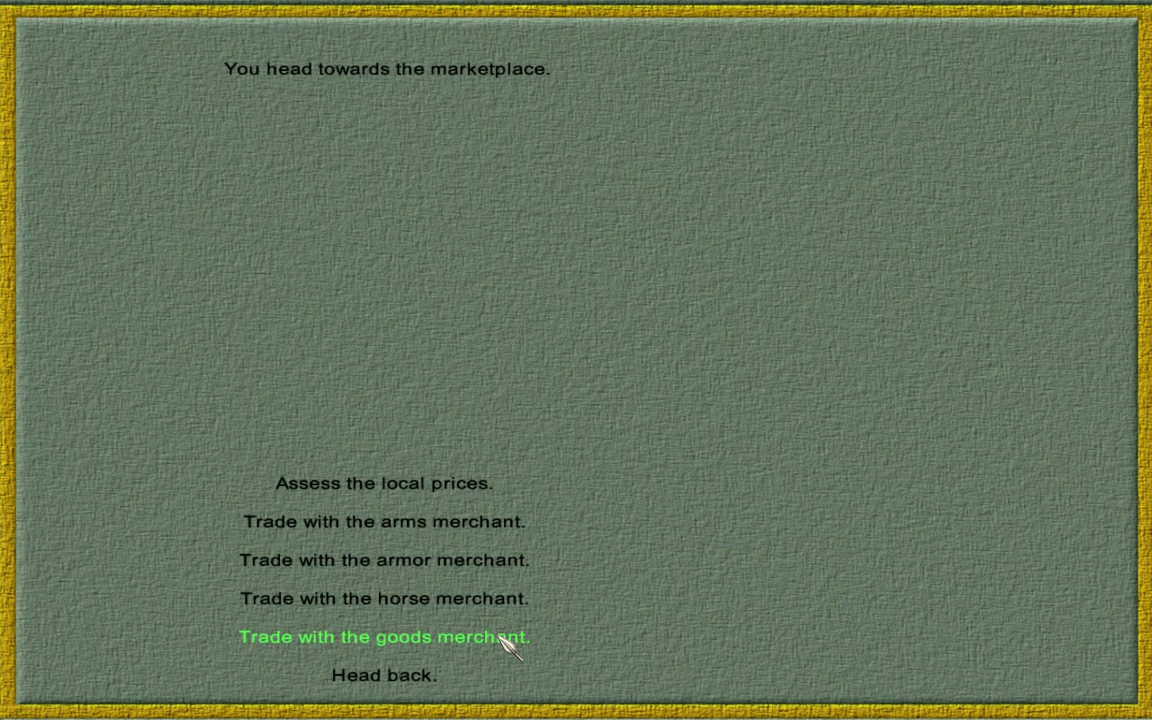 You head towards the marketplace.
Assess the local prices.
Trade with the arms merchant.
Trade with the armor merchant.
Trade with the horse merchant.
Trade with the goods merchant.
Head back.